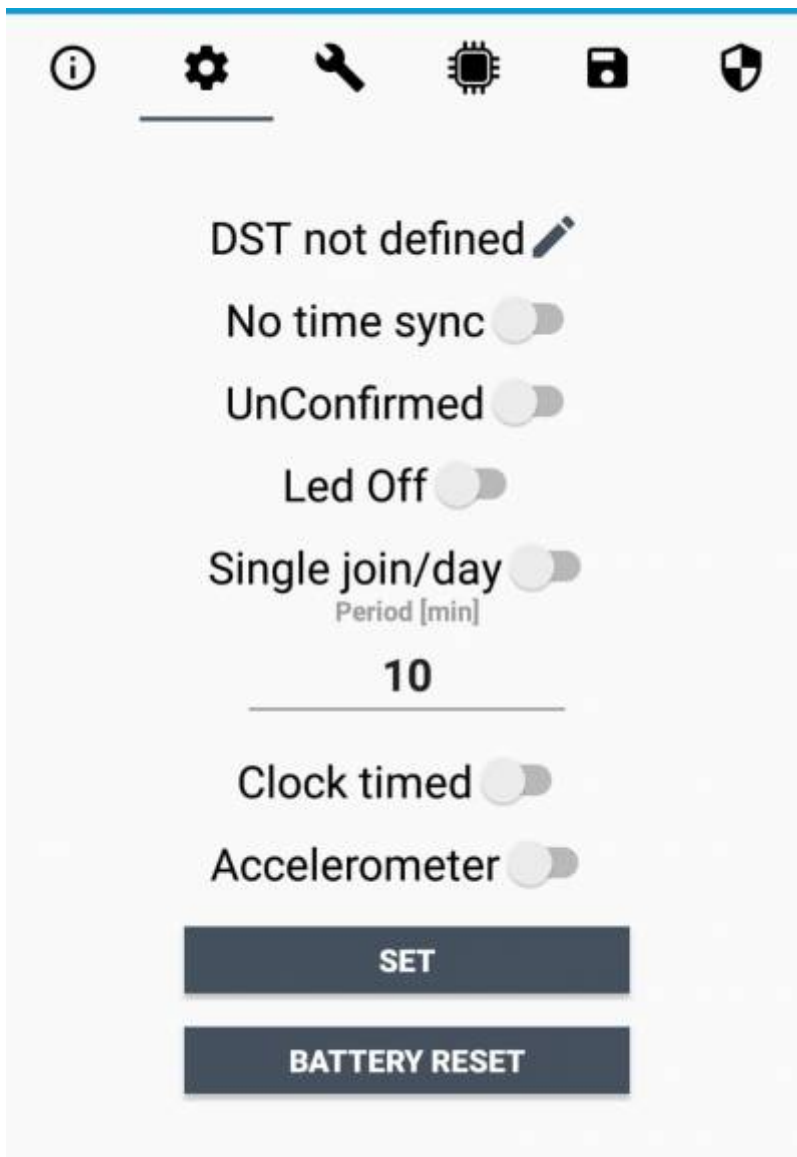 DST not defined
No time sync
UnConfirmed
Led Off
Single join/day
Period [min]
10
Clock timed
Accelerometer
SET
BATTERY RESET